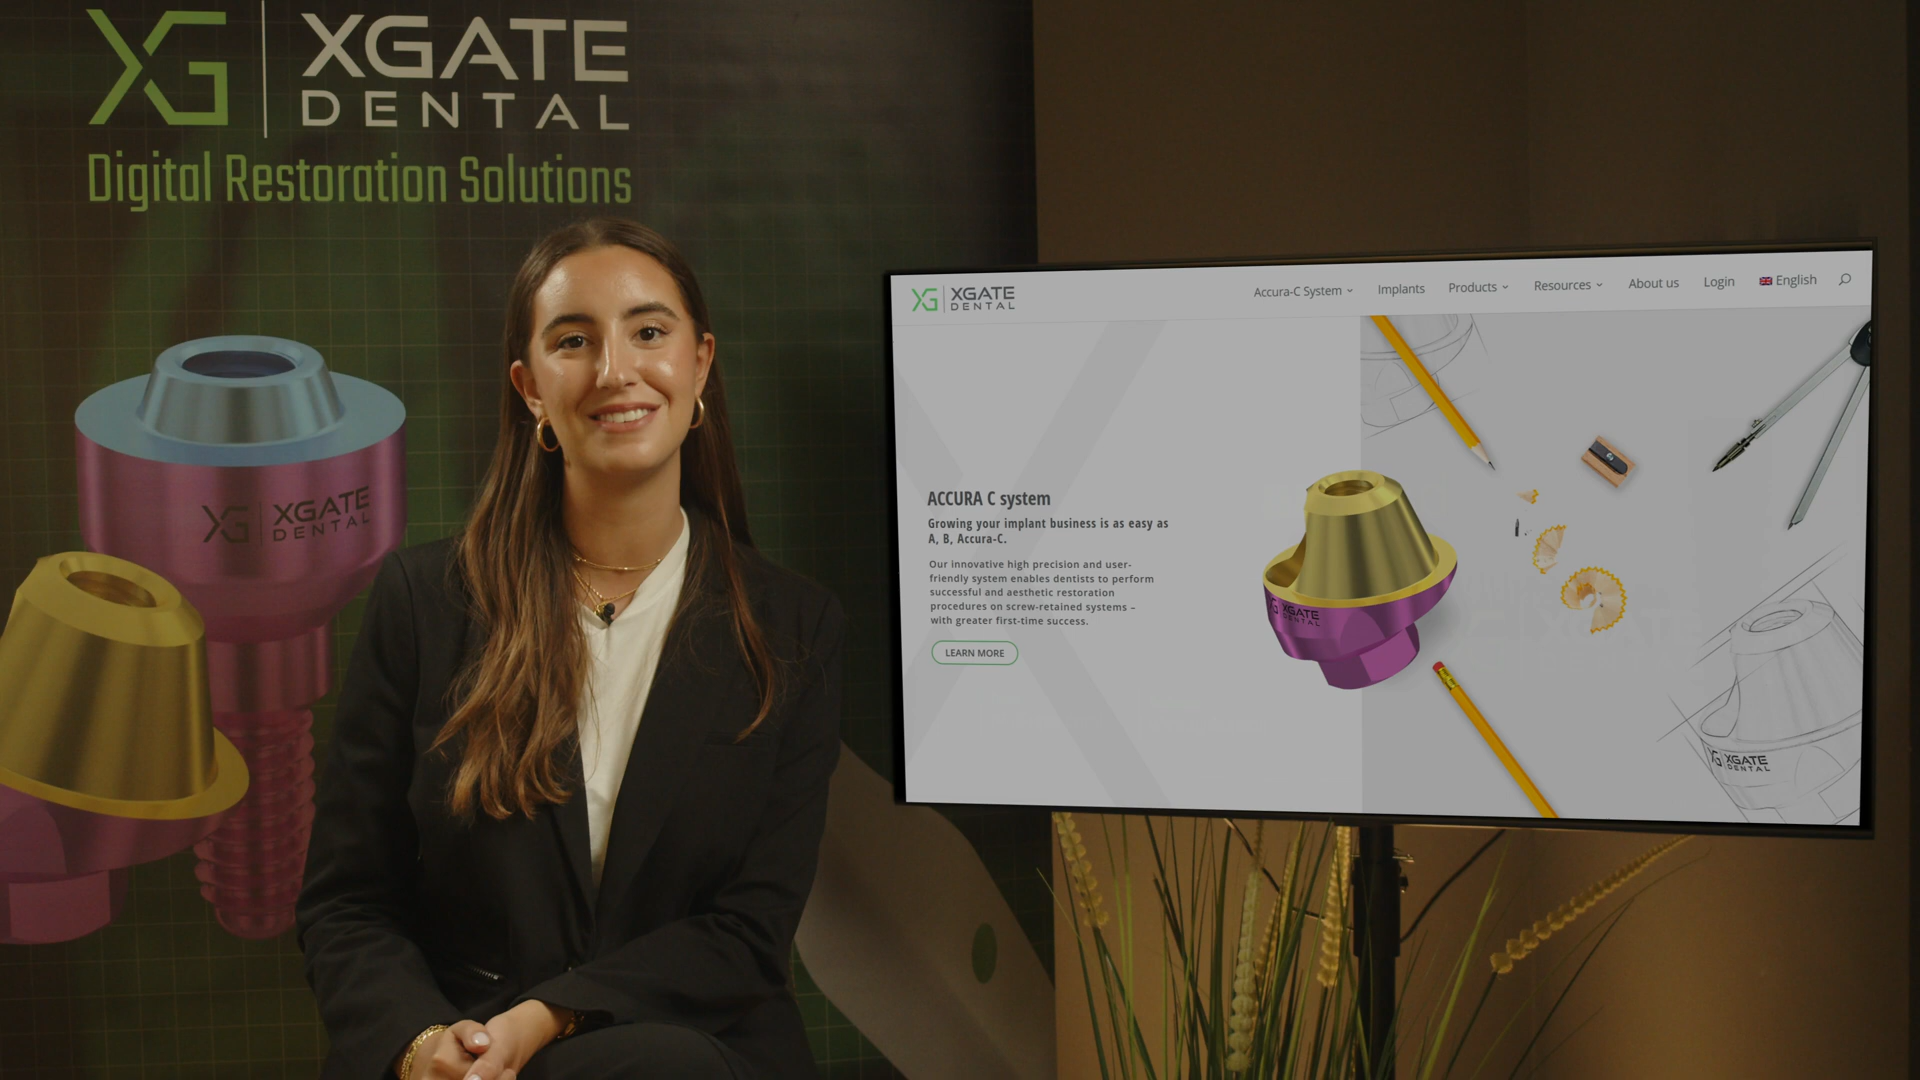 XG XGATE
DENTAL
Digital Restoration Solutions
XG XGATE
DENTAL
XG XGATE
DENTAL
Accura-C System Implants Products Resources About us Login English
ACCURA C system
Growing your implant business is as easy as
A, B, Accura-C.
Our innovative high precision and user-
friendly system enables dentists to perform
successful and aesthetic restoration
procedures on screw-retained systems –
with greater first-time success.
LEARN MORE
XG XGATE
DENTAL
XG XGATE
DENTAL